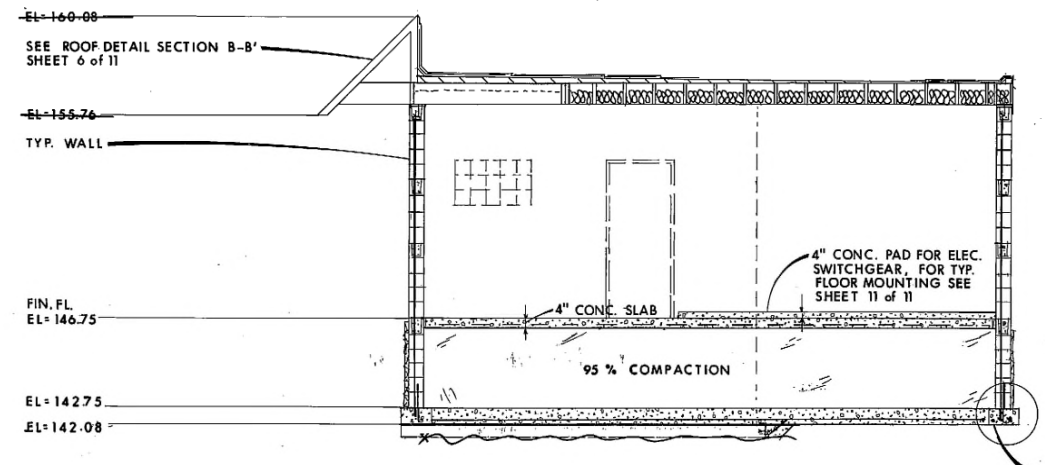 EL=160.08
SEE ROOF DETAIL SECTION B-B'
SHEET 6 of 11
EL=155.76
TYP. WALL
4" CONC. PAD FOR ELEC.
SWITCHGEAR, FOR TYP.
FLOOR MOUNTING SEE
SHEET 11 of 11
FIN. FL.
EL=146.75
4" CONC. SLAB
95 % COMPACTION
EL=142.75
EL=142.08